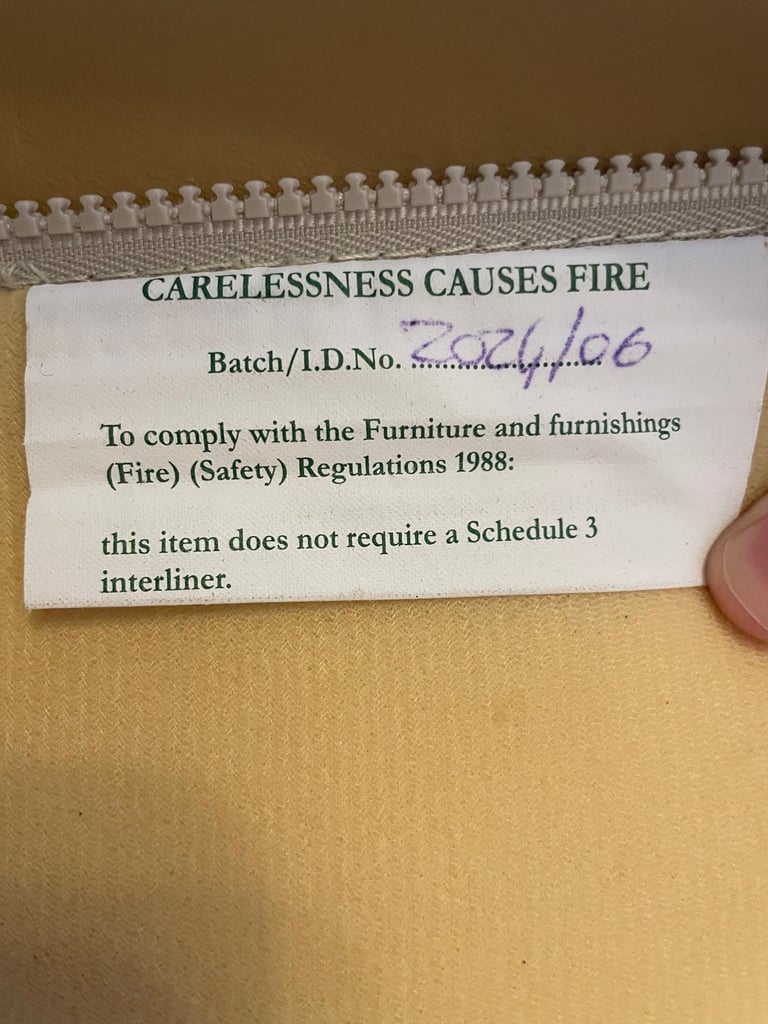 CARELESSNESS CAUSES FIRE
Batch/I.D.No. 2024/06
To comply with the Furniture and furnishings
(Fire) (Safety) Regulations 1988:
this item does not require a Schedule 3
interliner.